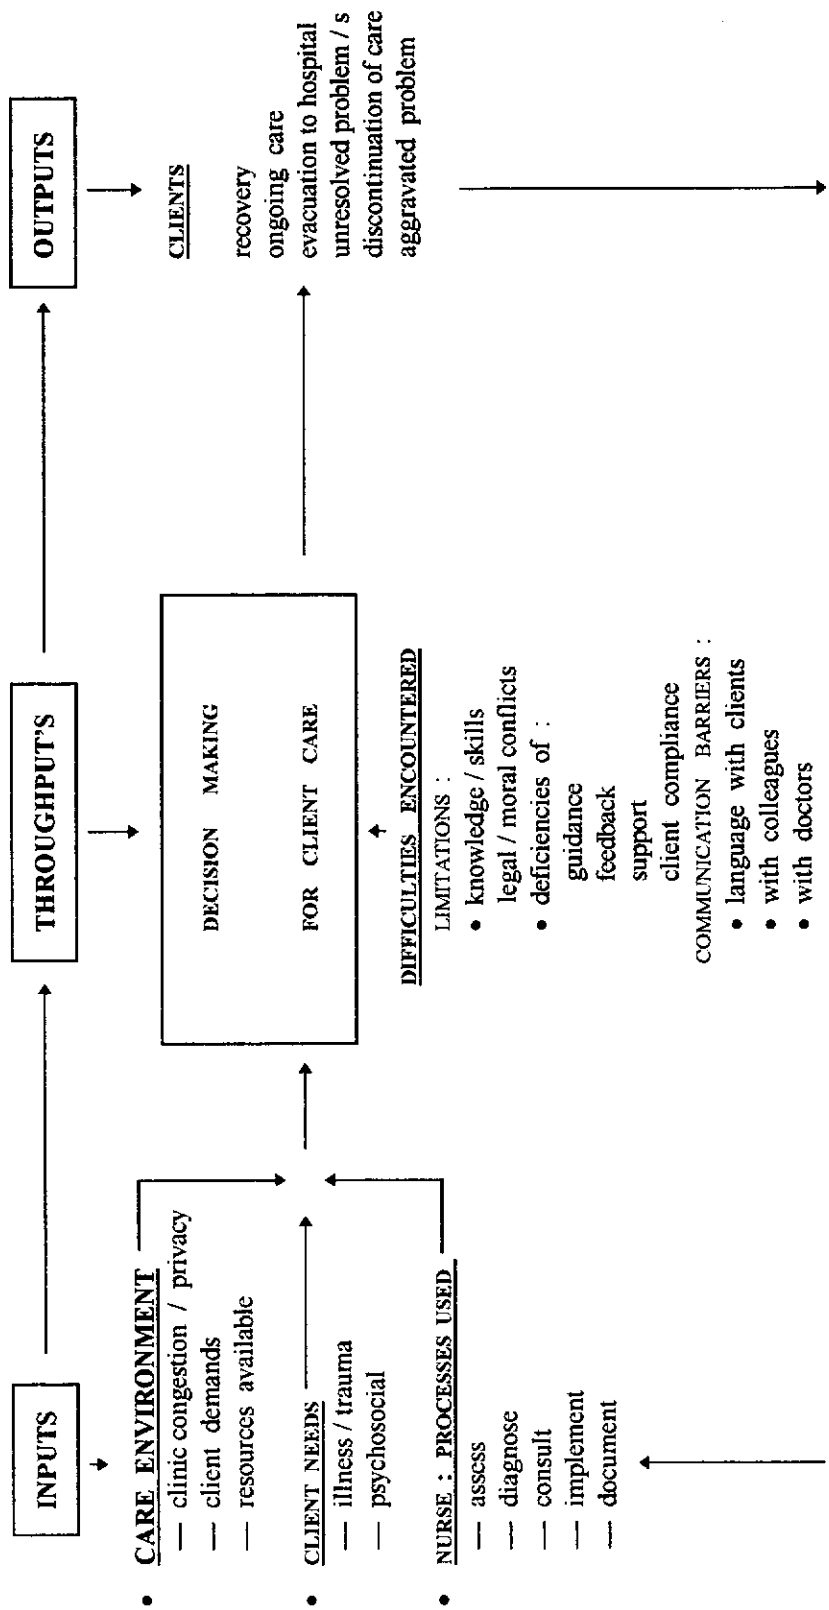 INPUTS
THROUGHPUT'S
OUTPUTS
• CARE ENVIRONMENT
— clinic congestion / privacy
— client demands
— resources available
• CLIENT NEEDS
— illness / trauma
— psychosocial
• NURSE : PROCESSES USED
— assess
— diagnose
— consult
— implement
— document
DECISION MAKING
FOR CLIENT CARE
DIFFICULTIES ENCOUNTERED
LIMITATIONS :
• knowledge / skills
legal / moral conflicts
• deficiencies of :
guidance
feedback
support
client compliance
COMMUNICATION BARRIERS :
• language with clients
• with colleagues
• with doctors
CLIENTS
recovery
ongoing care
evacuation to hospital
unresolved problem / s
discontinuation of care
aggravated problem